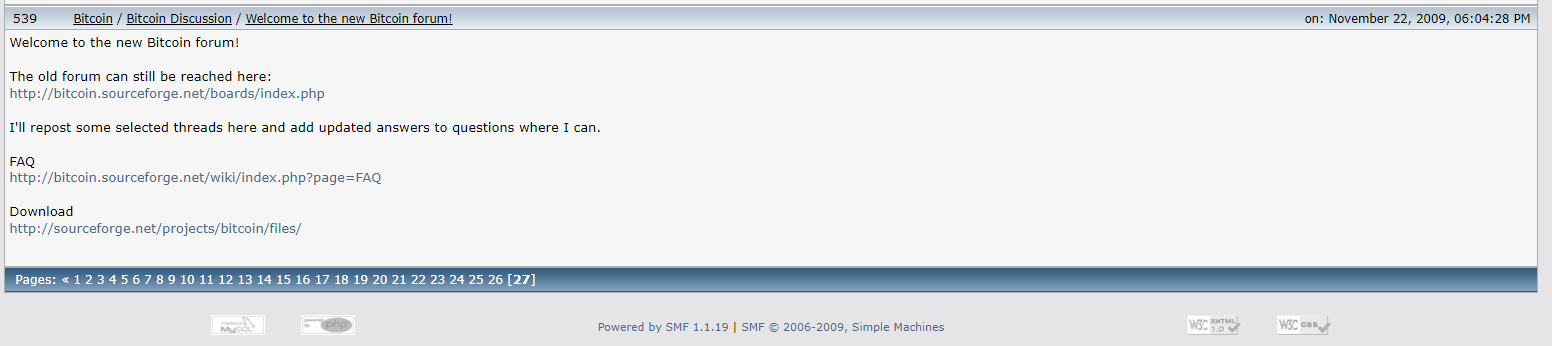 539 Bitcoin / Bitcoin Discussion / Welcome to the new Bitcoin forum! on: November 22, 2009, 06:04:28 PM
Welcome to the new Bitcoin forum!
The old forum can still be reached here:
http://bitcoin.sourceforge.net/boards/index.php
I'll repost some selected threads here and add updated answers to questions where I can.
FAQ
http://bitcoin.sourceforge.net/wiki/index.php?page=FAQ
Download
http://sourceforge.net/projects/bitcoin/files/
Pages: « 1 2 3 4 5 6 7 8 9 10 11 12 13 14 15 16 17 18 19 20 21 22 23 24 25 26 [27]
MySQL php Powered by SMF 1.1.19 | SMF © 2006-2009, Simple Machines W3C XHTML 1.0 W3C css